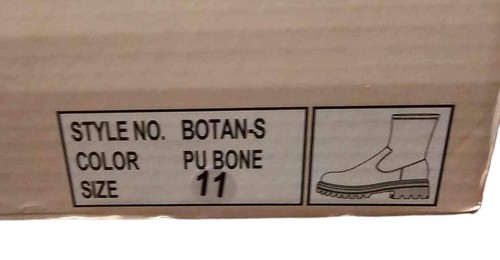 STYLE NO. BOTAN-S
COLOR PU BONE
SIZE 11